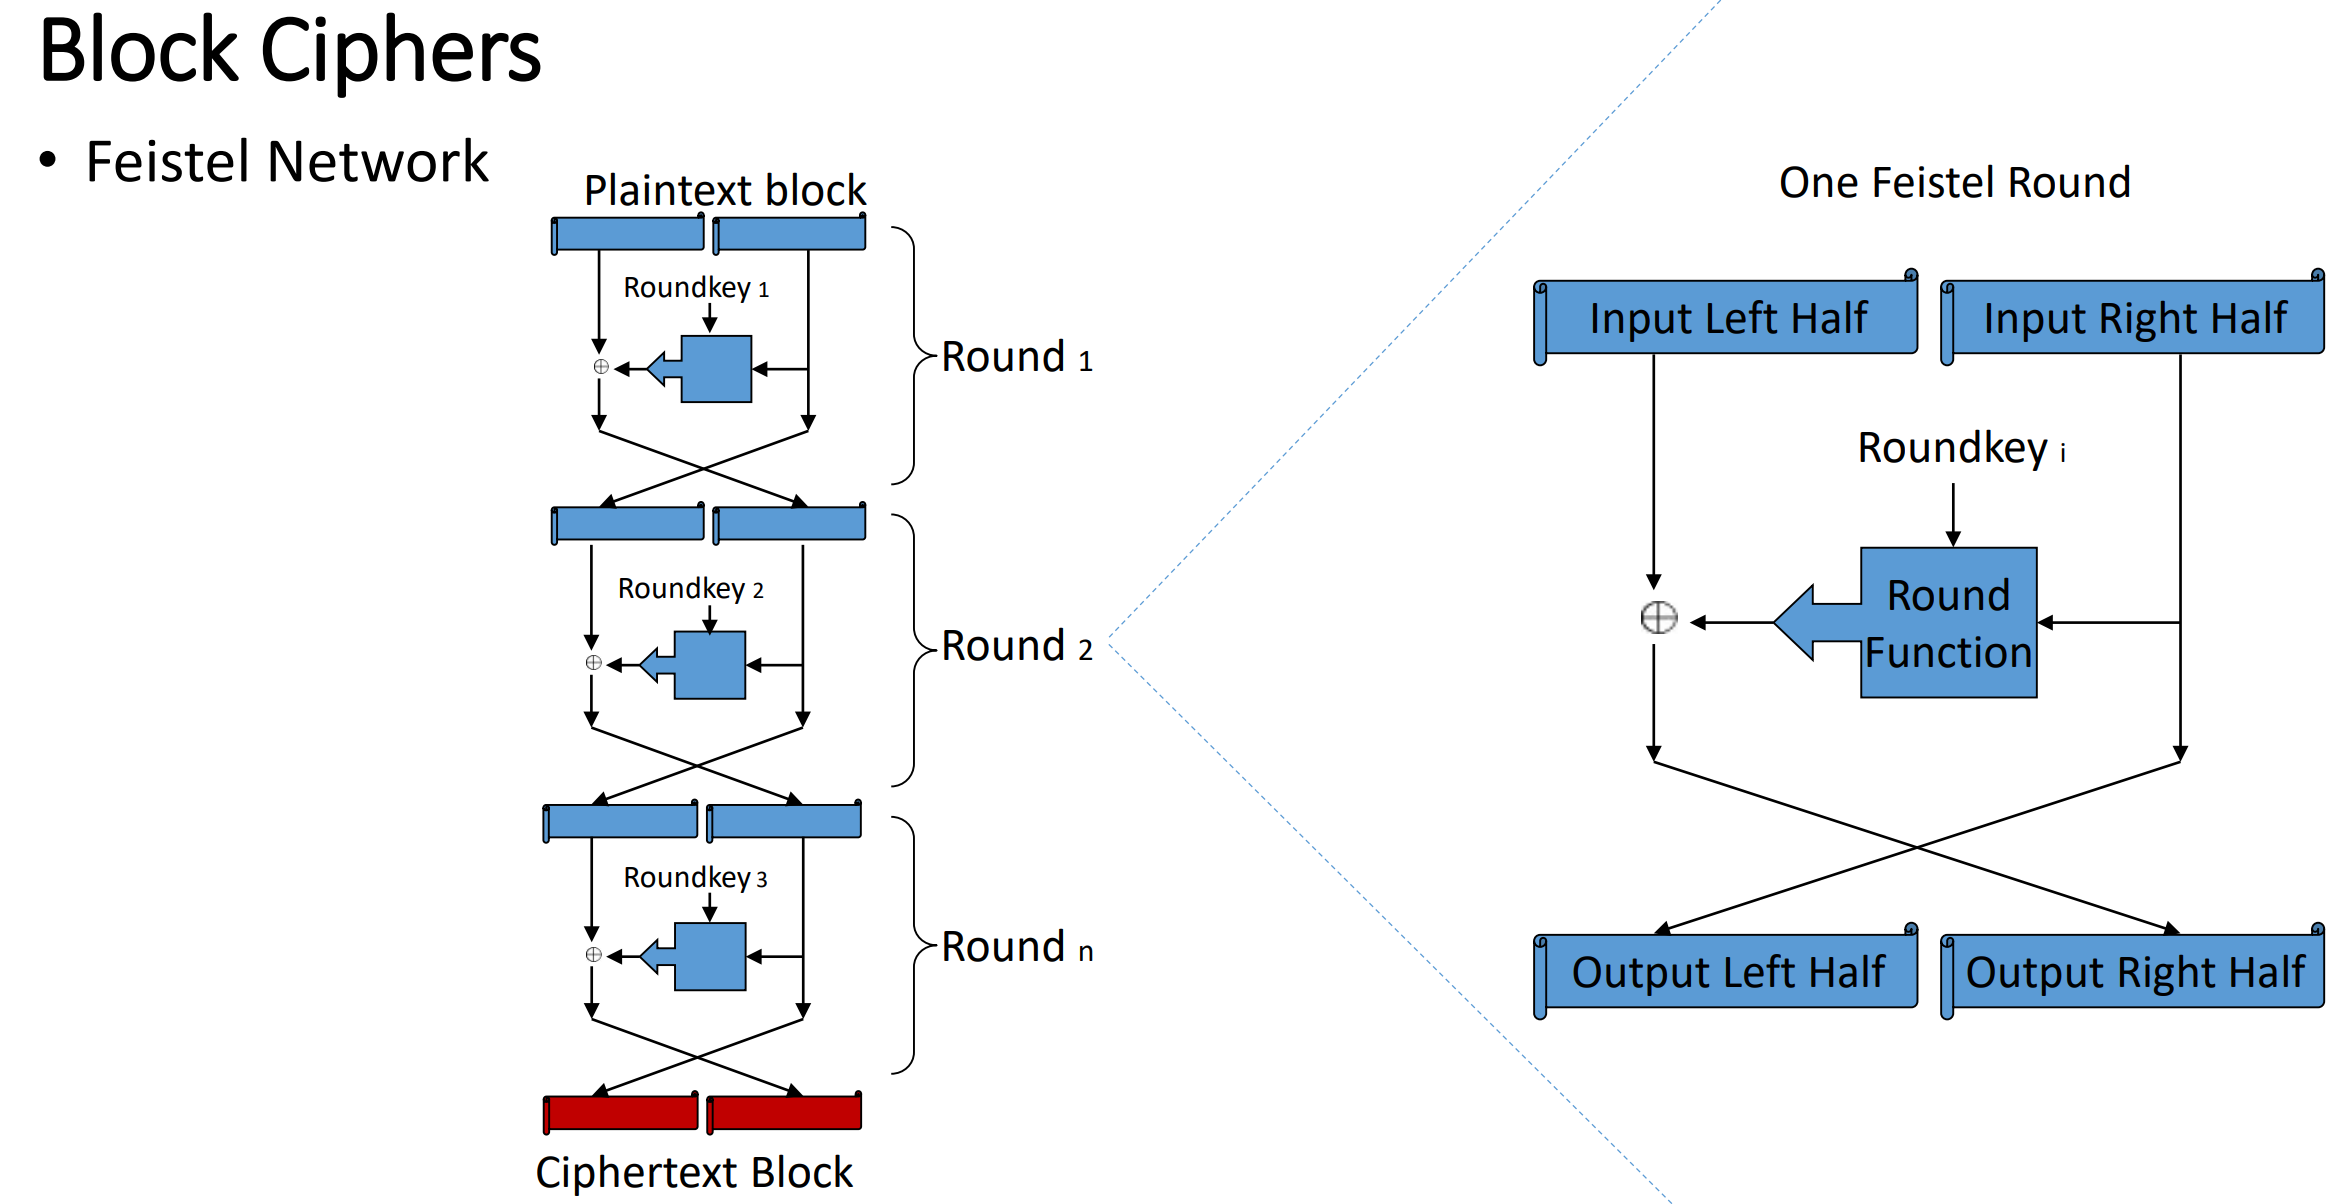 Block Ciphers
• Feistel Network
Plaintext block
Roundkey 1
Round 1
Roundkey 2
Round 2
Roundkey 3
Round n
Ciphertext Block
One Feistel Round
Input Left Half
Input Right Half
Roundkey i
Round
Function
Output Left Half
Output Right Half